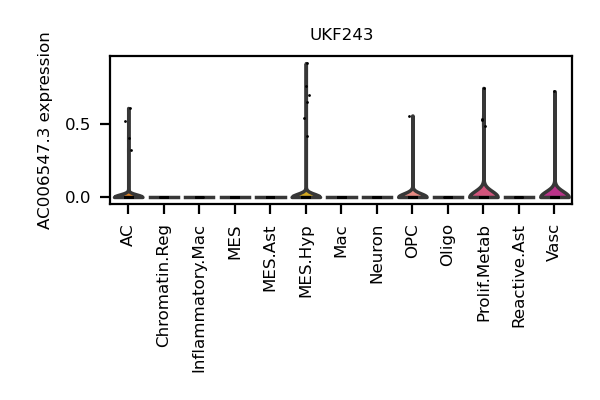 UKF243
AC006547.3 expression
0.5
0.0
AC
Chromatin.Reg
Inflammatory.Mac
MES
MES.Ast
MES.Hyp
Mac
Neuron
OPC
Oligo
Prolif.Metab
Reactive.Ast
Vasc